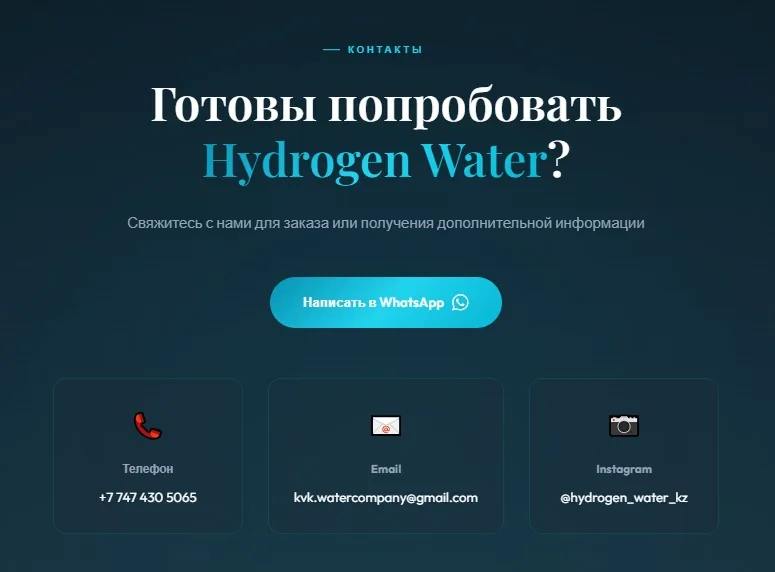 КОНТАКТЫ
Готовы попробовать
Hydrogen Water?
Свяжитесь с нами для заказа или получения дополнительной информации
Написать в WhatsApp
Телефон
+7 747 430 5065
Email
kvk.watercompany@gmail.com
Instagram
@hydrogen_water_kz